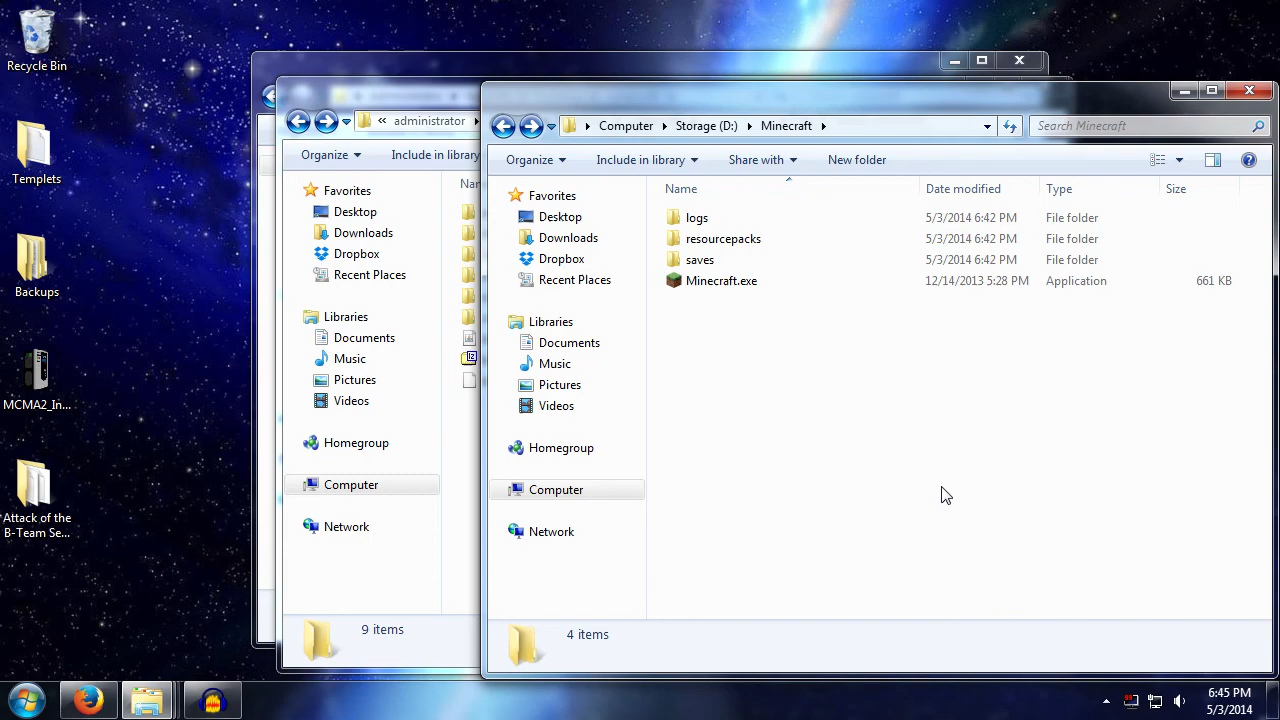 Recycle Bin
Templets
Backups
MCMA2_In...
Attack of the
B-Team Se...
administrator
Organize
Include in library
Favorites
Desktop
Downloads
Dropbox
Recent Places
Libraries
Documents
Music
Pictures
Videos
Homegroup
Computer
Network
9 items
Computer Storage (D:) Minecraft
Search Minecraft
Organize Include in library Share with New folder
Favorites
Desktop
Downloads
Dropbox
Recent Places
Libraries
Documents
Music
Pictures
Videos
Homegroup
Computer
Network
Name Date modified Type Size
logs 5/3/2014 6:42 PM File folder
resourcepacks 5/3/2014 6:42 PM File folder
saves 5/3/2014 6:42 PM File folder
Minecraft.exe 12/14/2013 5:28 PM Application 661 KB
4 items
6:45 PM
5/3/2014